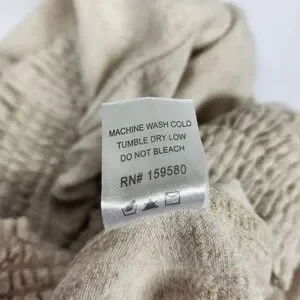 MACHINE WASH COLD
TUMBLE DRY LOW
DO NOT BLEACH
RN# 159580